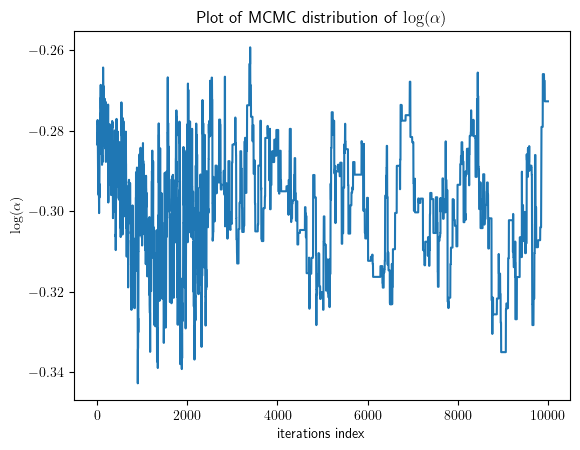 Plot of MCMC distribution of log(α)
−0.26
−0.28
−0.30
−0.32
−0.34
log(α)
0 2000 4000 6000 8000 10000
iterations index